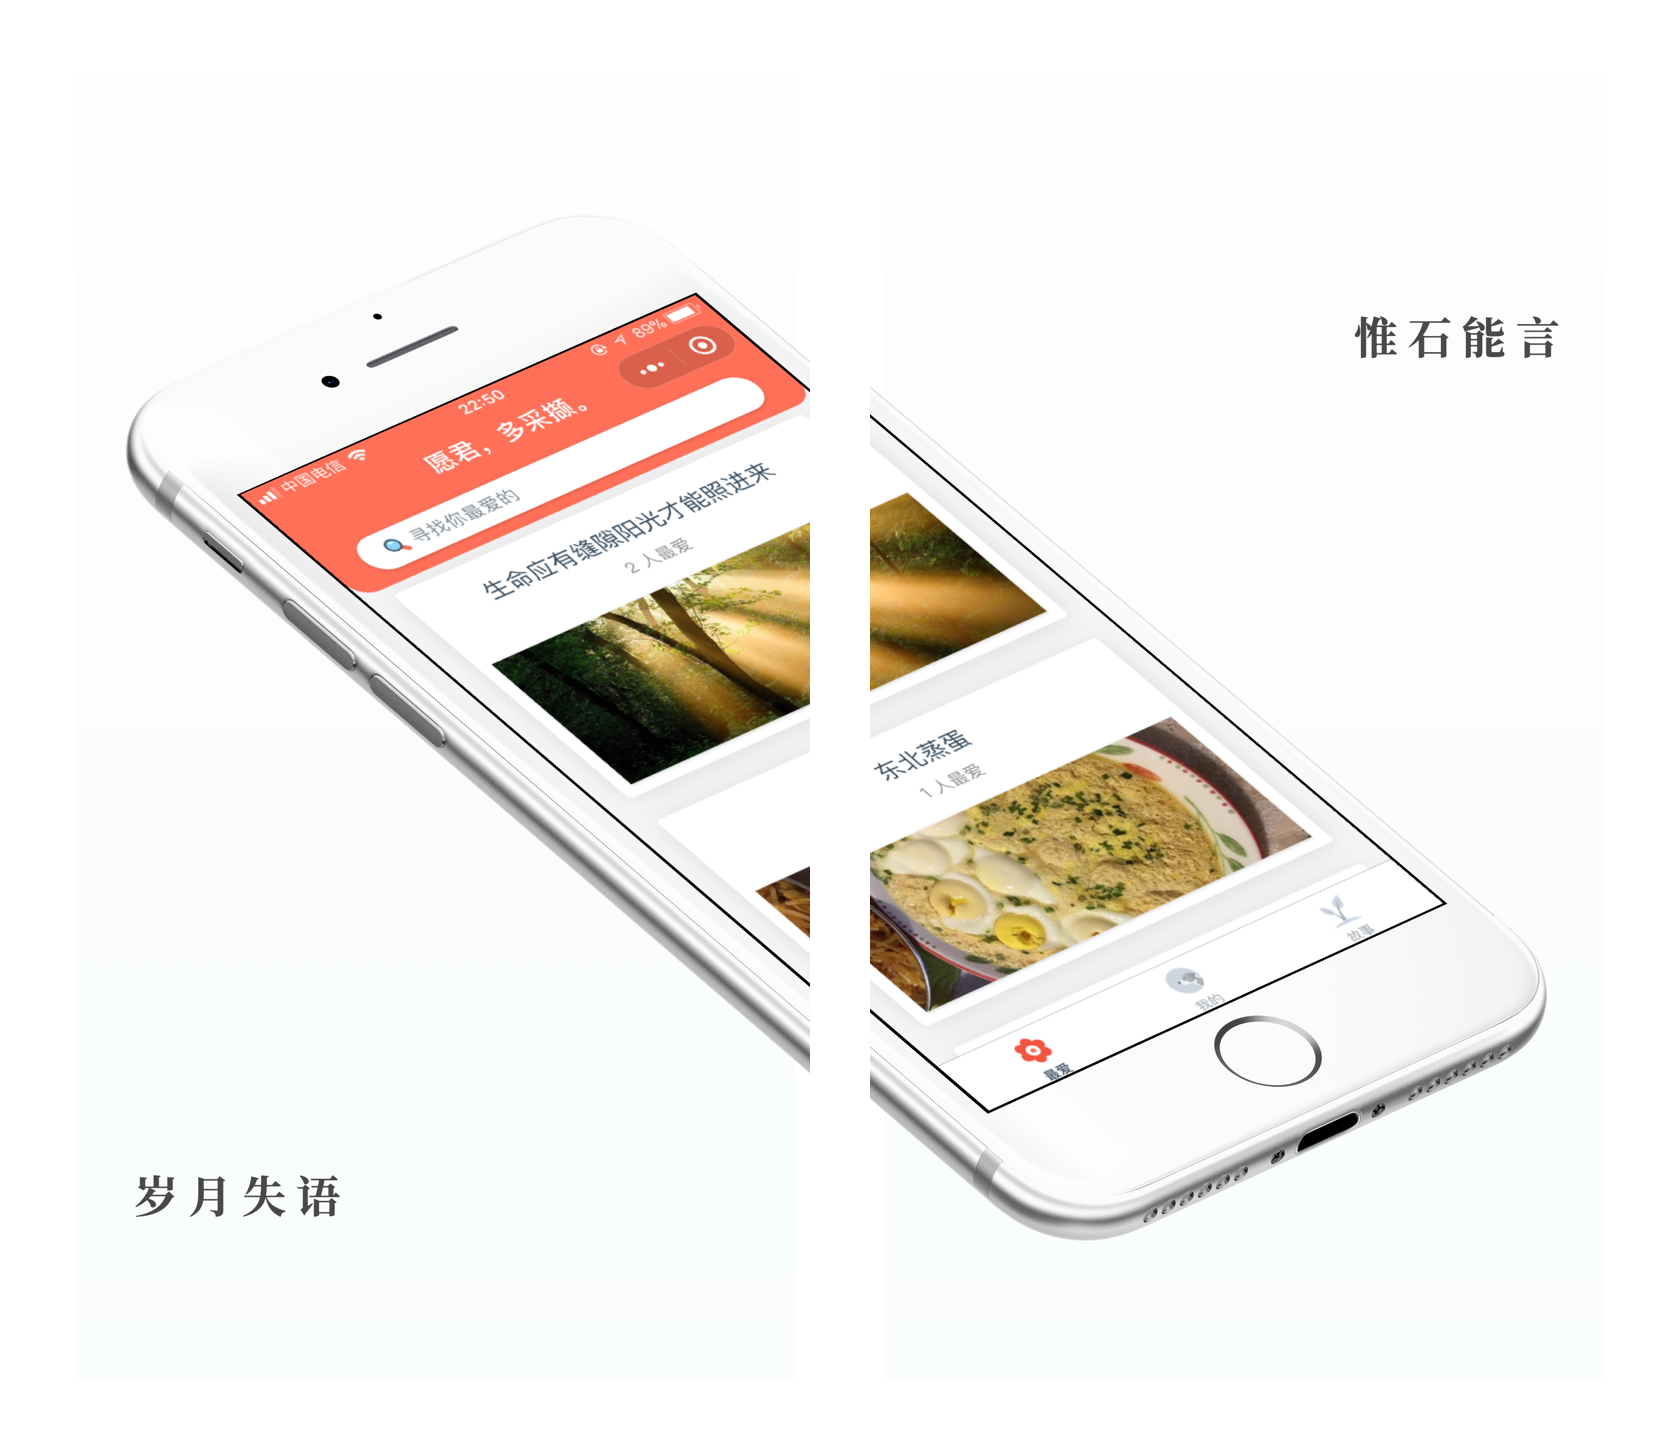 中国电信
22:50
89%
愿君，多采撷。
寻找你最爱的
生命应有缝隙阳光才能照进来
2 人最爱
岁月失语
惟石能言
东北蒸蛋
1 人最爱
最爱
我的
故事